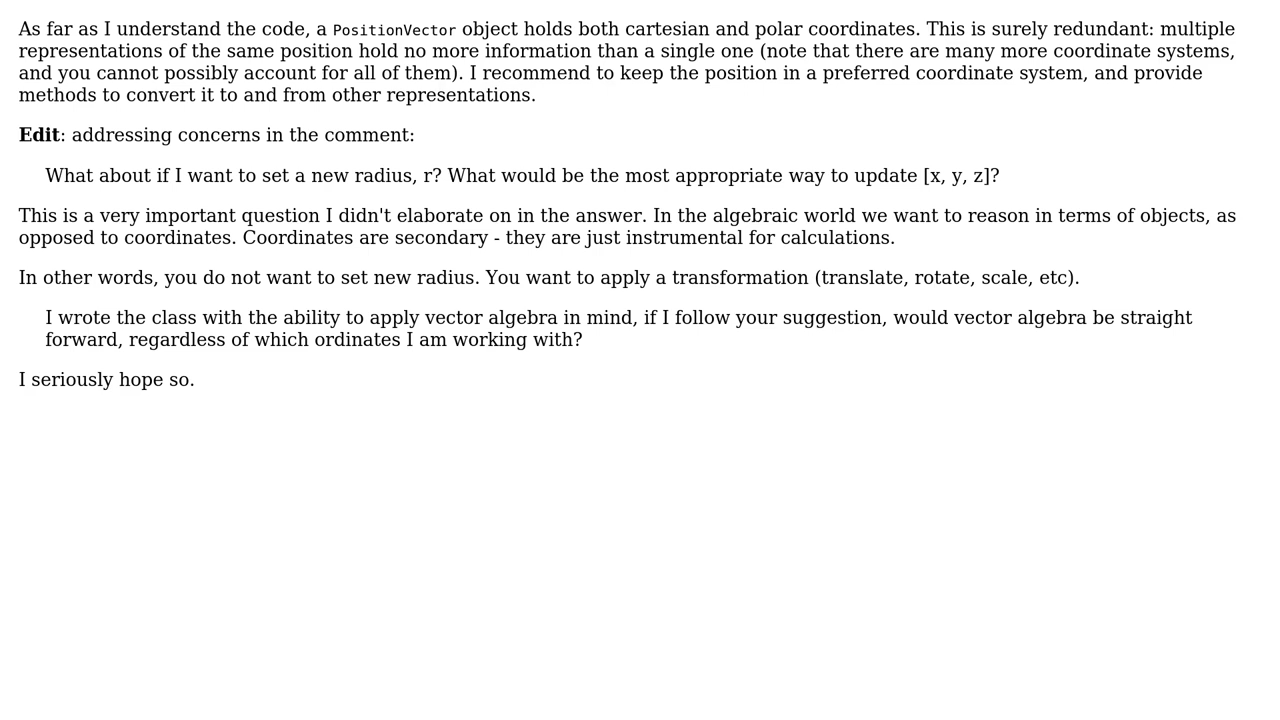 As far as I understand the code, a PositionVector object holds both cartesian and polar coordinates. This is surely redundant: multiple
representations of the same position hold no more information than a single one (note that there are many more coordinate systems,
and you cannot possibly account for all of them). I recommend to keep the position in a preferred coordinate system, and provide
methods to convert it to and from other representations.
Edit: addressing concerns in the comment:
What about if I want to set a new radius, r? What would be the most appropriate way to update [x, y, z]?
This is a very important question I didn't elaborate on in the answer. In the algebraic world we want to reason in terms of objects, as
opposed to coordinates. Coordinates are secondary - they are just instrumental for calculations.
In other words, you do not want to set new radius. You want to apply a transformation (translate, rotate, scale, etc).
I wrote the class with the ability to apply vector algebra in mind, if I follow your suggestion, would vector algebra be straight
forward, regardless of which ordinates I am working with?
I seriously hope so.